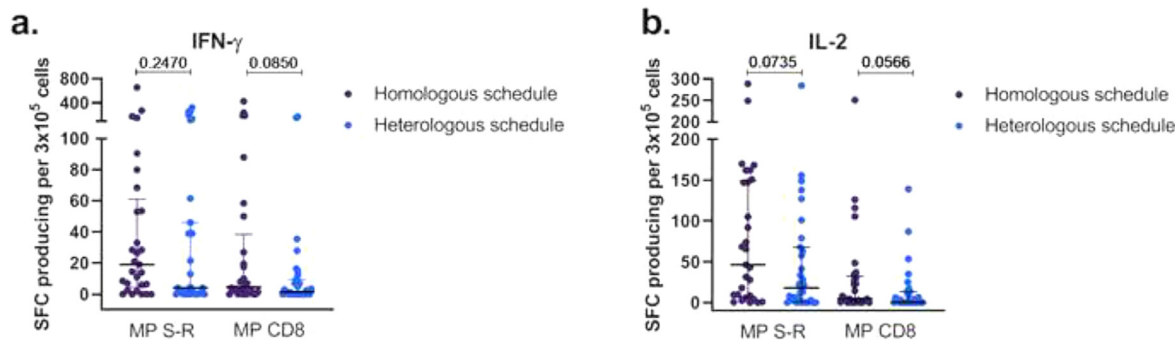 a.
IFN-γ
0.2470
0.0850
SFC producing per 3x10⁵ cells
800
400
100
80
60
40
20
0
MP S-R
MP CD8
Homologous schedule
Heterologous schedule
b.
IL-2
0.0735
0.0566
SFC producing per 3x10⁵ cells
300
250
200
200
150
100
50
0
MP S-R
MP CD8
Homologous schedule
Heterologous schedule